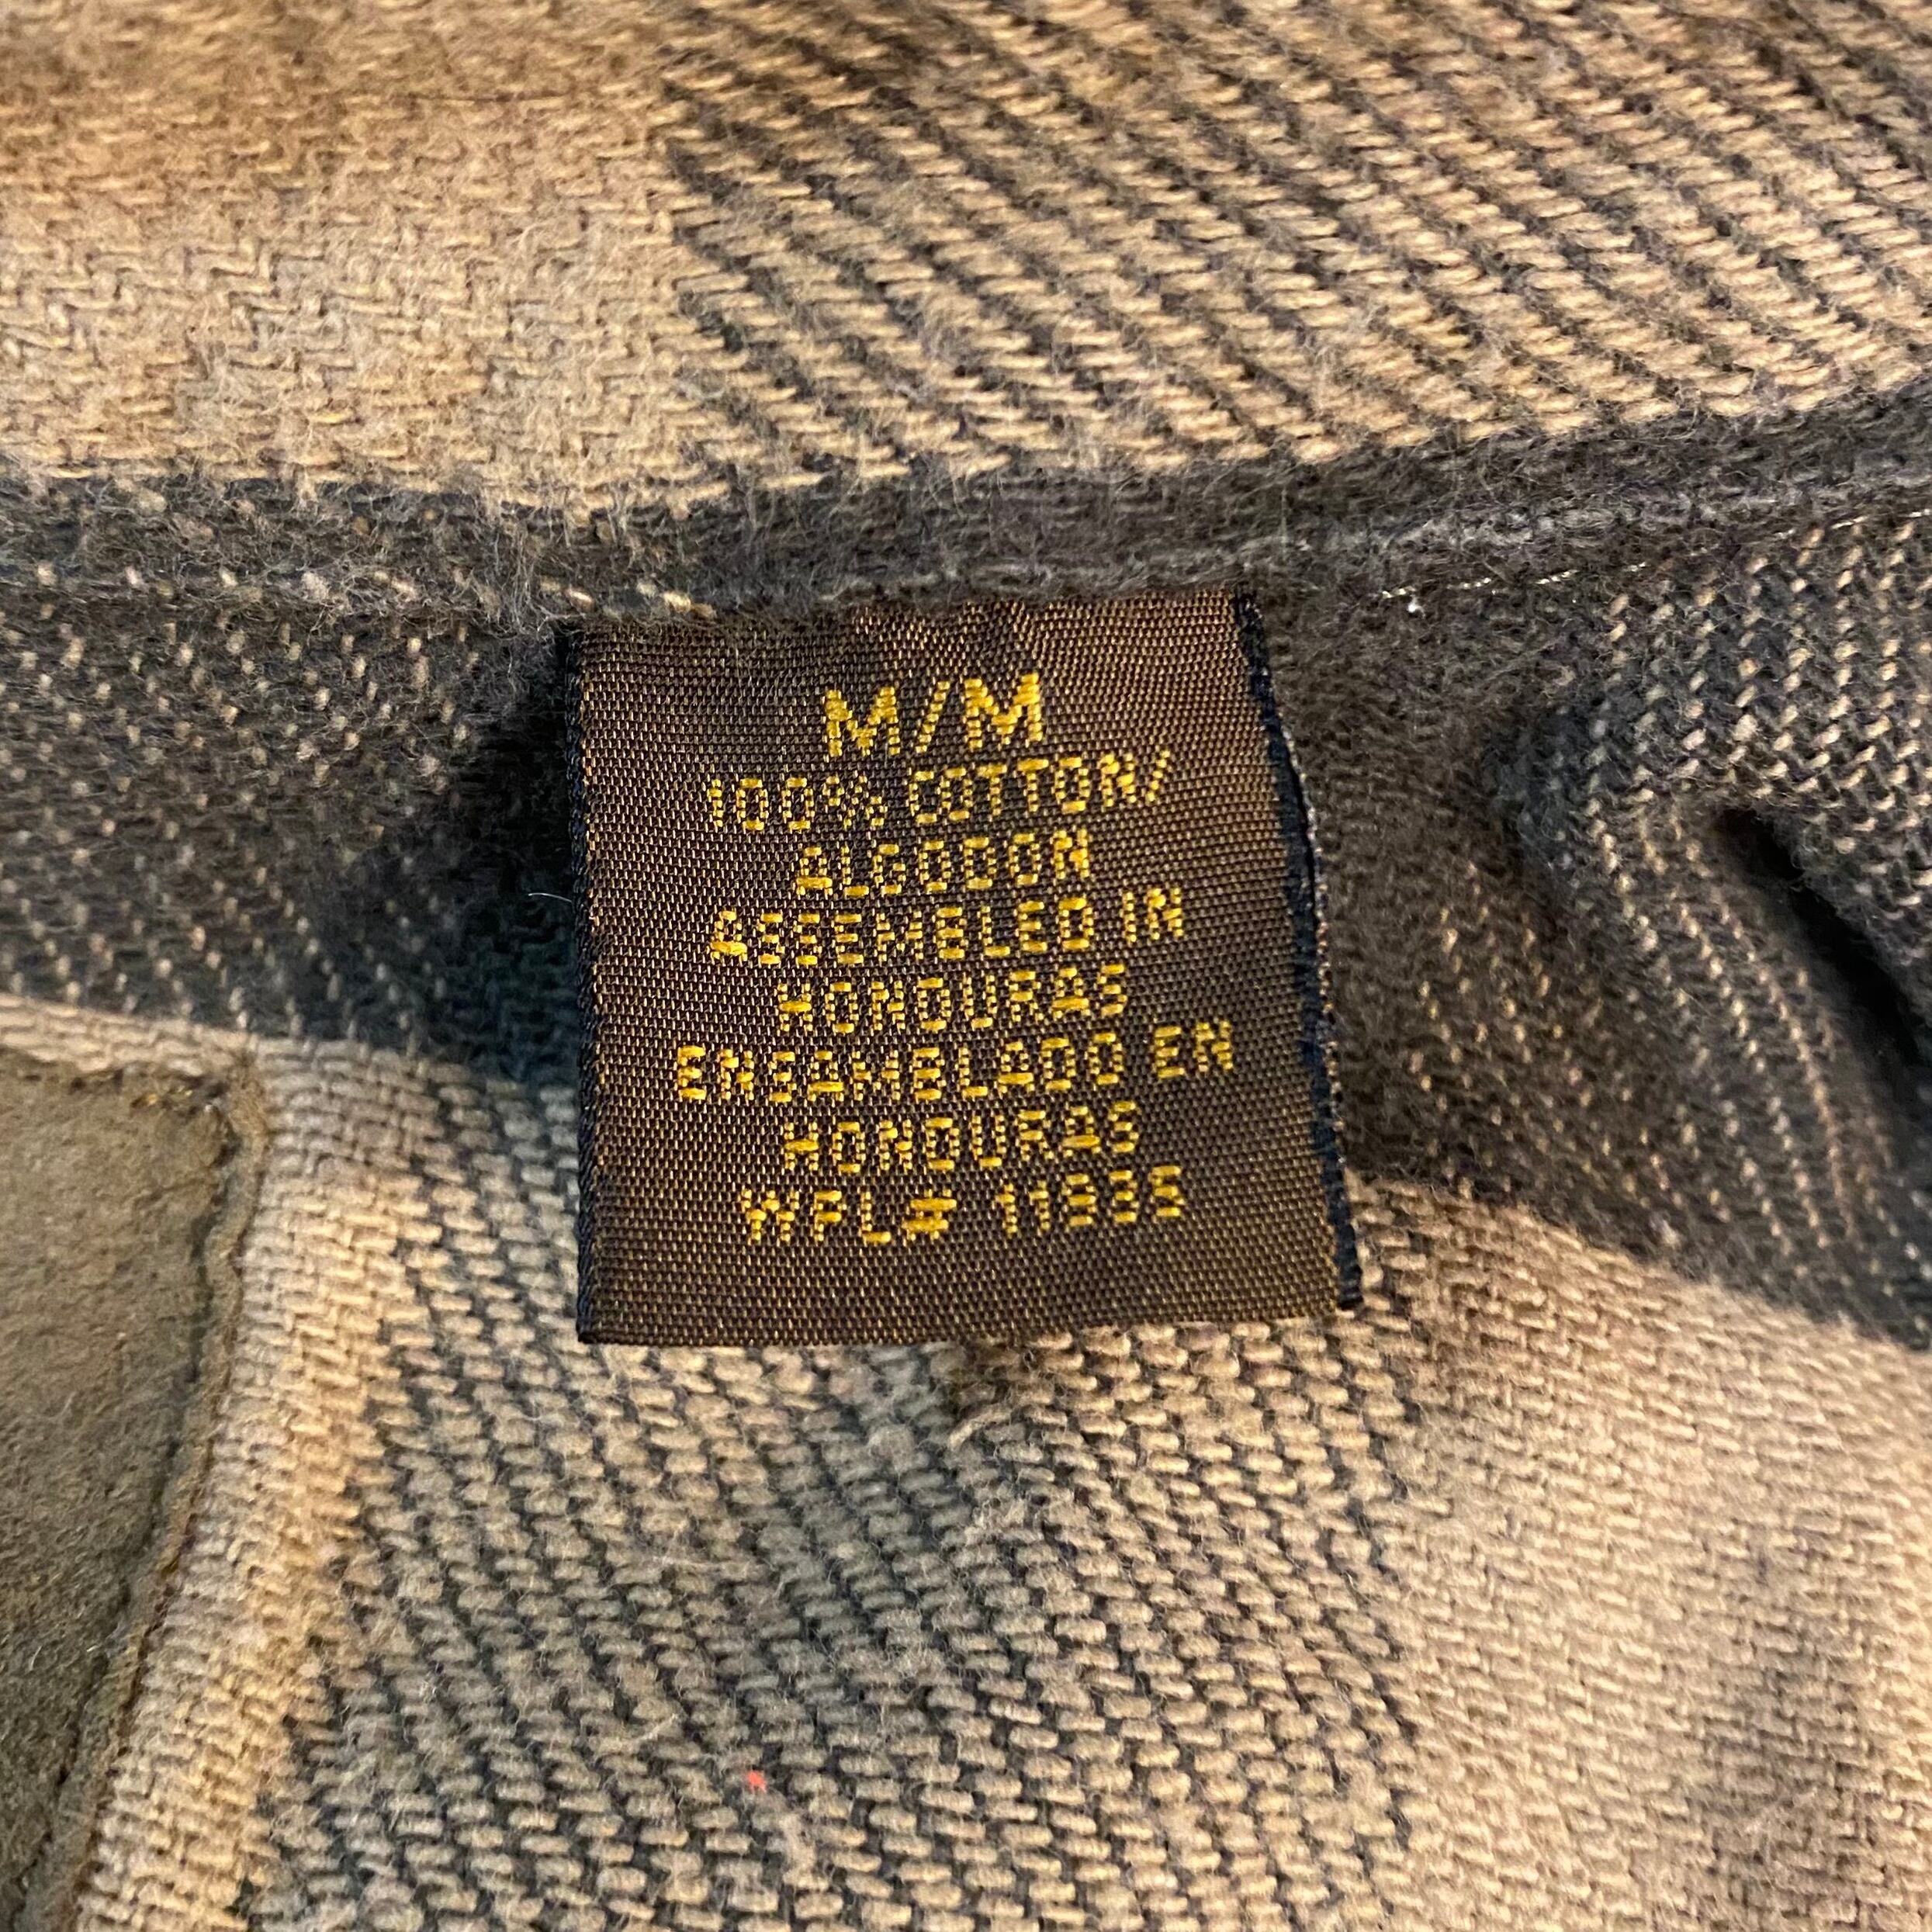 M/M
100% COTTON/
ALGODON
ASSEMBLED IN
HONDURAS
ENSAMBLADO EN
HONDURAS
WPL# 11935